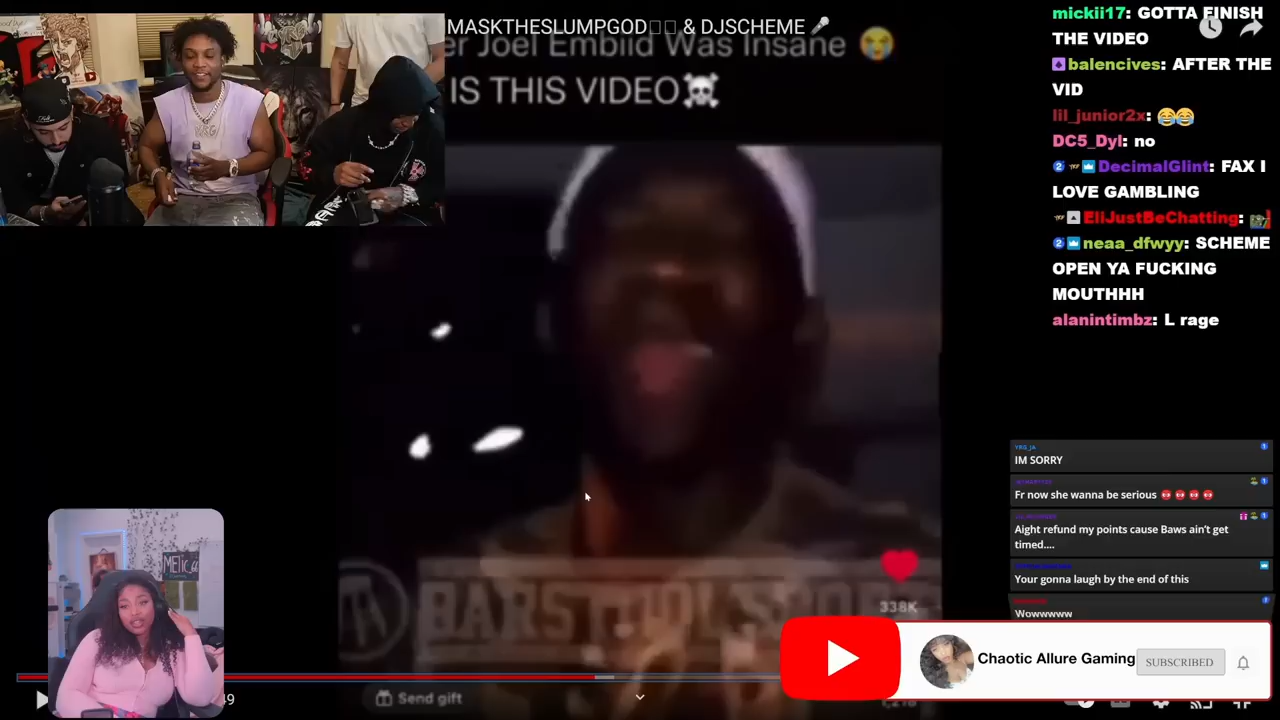 MASKTHESLUMPGOD & DJSCHEME 🎤
er Joel Embiid Was Insane 😭
IS THIS VIDEO☠
mickii17: GOTTA FINISH
THE VIDEO
balencives: AFTER THE
VID
lil_junior2x: 😂😂
DC5_Dyl: no
DecimalGlint: FAX I
LOVE GAMBLING
EliJustBeChatting:
neaa_dfwyy: SCHEME
OPEN YA FUCKING
MOUTHHH
alanintimbz: L rage
IM SORRY
Fr now she wanna be serious
Aight refund my points cause Baws ain't get
timed....
Your gonna laugh by the end of this
Wowwwww
338K
Chaotic Allure Gaming
SUBSCRIBED
49
Send gift